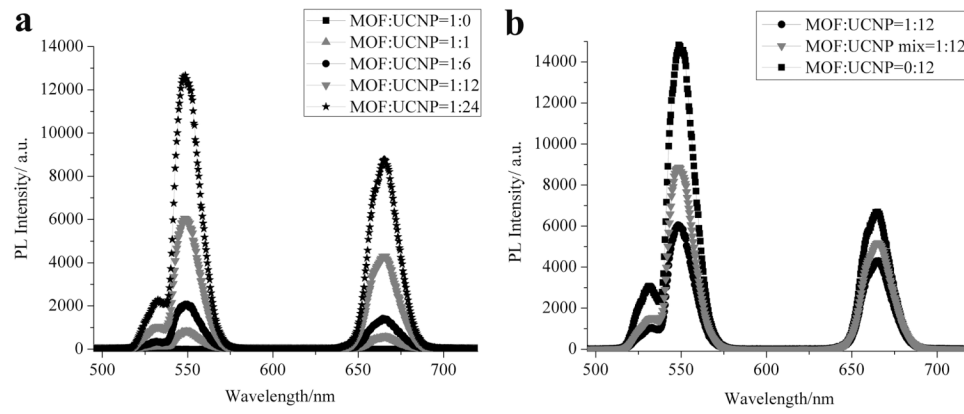 a
MOF:UCNP=1:0
MOF:UCNP=1:1
MOF:UCNP=1:6
MOF:UCNP=1:12
MOF:UCNP=1:24
14000
12000
10000
8000
6000
4000
2000
0
PL Intensity/ a.u.
500 550 600 650 700
Wavelength/nm
b
MOF:UCNP=1:12
MOF:UCNP mix=1:12
MOF:UCNP=0:12
14000
12000
10000
8000
6000
4000
2000
0
PL Intensity/ a.u.
500 550 600 650 700
Wavelength/nm